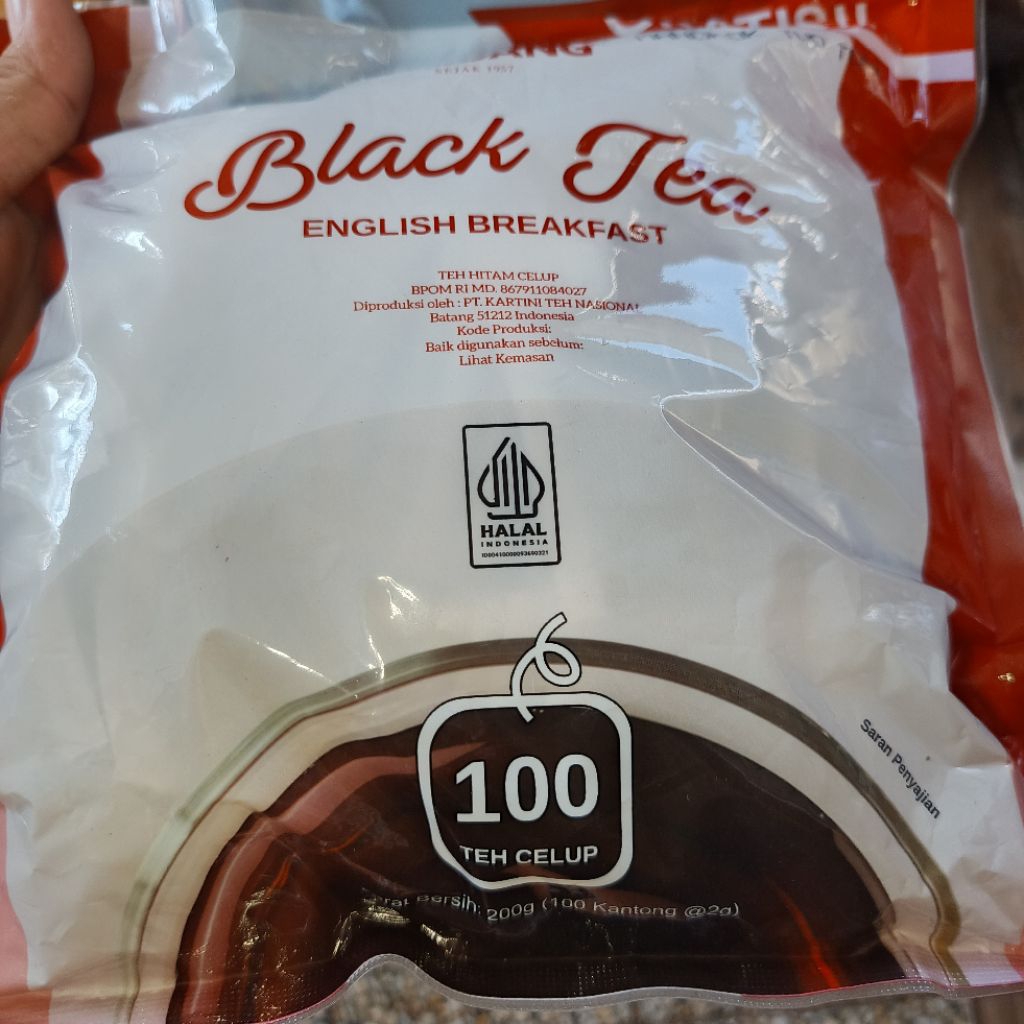 SEJAK 1957
Black Tea
ENGLISH BREAKFAST
TEH HITAM CELUP
BPOM RI MD. 867911084027
Diproduksi oleh : PT. KARTINI TEH NASIONAL
Batang 51212 Indonesia
Kode Produksi:
Baik digunakan sebelum:
Lihat Kemasan
HALAL
INDONESIA
100
TEH CELUP
Saran Penyajian
Bersih: 200g (100 Kantong @2g)